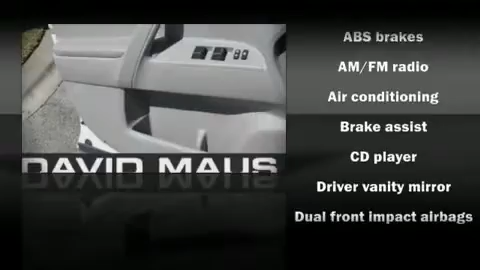 DAVID MAUS
ABS brakes
AM/FM radio
Air conditioning
Brake assist
CD player
Driver vanity mirror
Dual front impact airbags